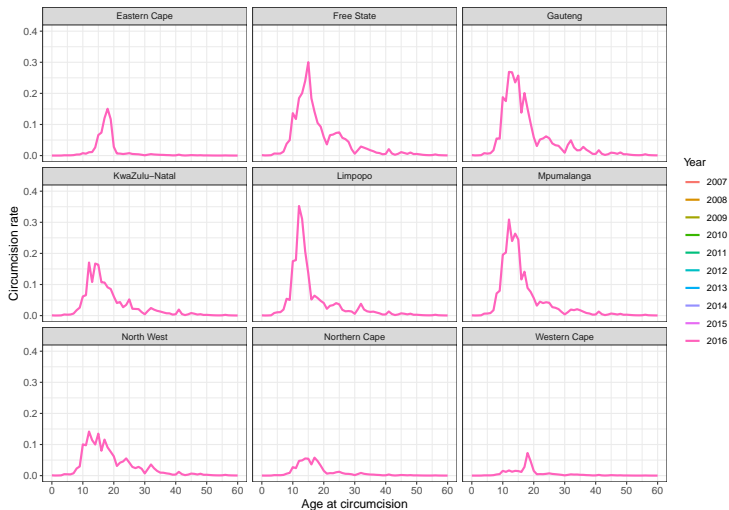 Eastern Cape
Free State
Gauteng
0.4
0.3
0.2
0.1
0.0
KwaZulu−Natal
Limpopo
Mpumalanga
0.4
0.3
0.2
0.1
0.0
North West
Northern Cape
Western Cape
0.4
0.3
0.2
0.1
0.0
0 10 20 30 40 50 60
0 10 20 30 40 50 60
0 10 20 30 40 50 60
Age at circumcision
Circumcision rate
Year
2007
2008
2009
2010
2011
2012
2013
2014
2015
2016